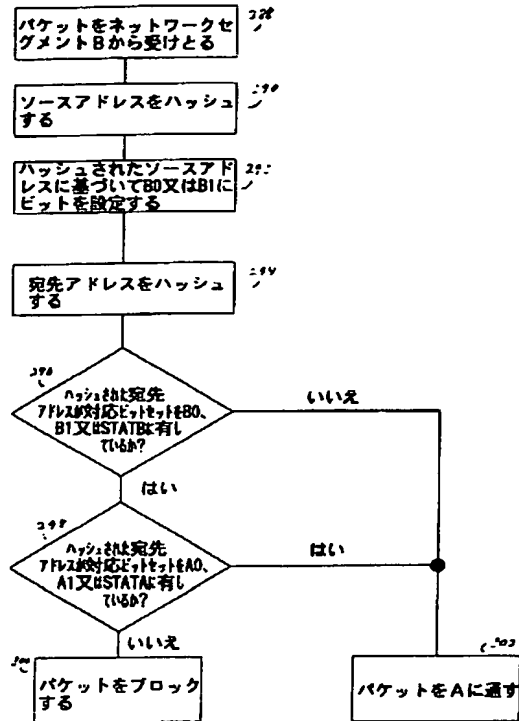 パケットをネットワークセ
グメントBから受けとる
ソースアドレスをハッシュ
する
290
ハッシュされたソースアド
レスに基づいてB0又はB1に
ビットを設定する
宛先アドレスをハッシュ
する
294
ハッシュされた宛先
アドレスが対応ビットセットをB0、
B1又はSTATBに有し
ているか?
いいえ
はい
298
ハッシュされた宛先
アドレスが対応ビットセットをA0、
A1又はSTATAに有し
ているか?
はい
いいえ
パケットをブロック
する
パケットをAに通す